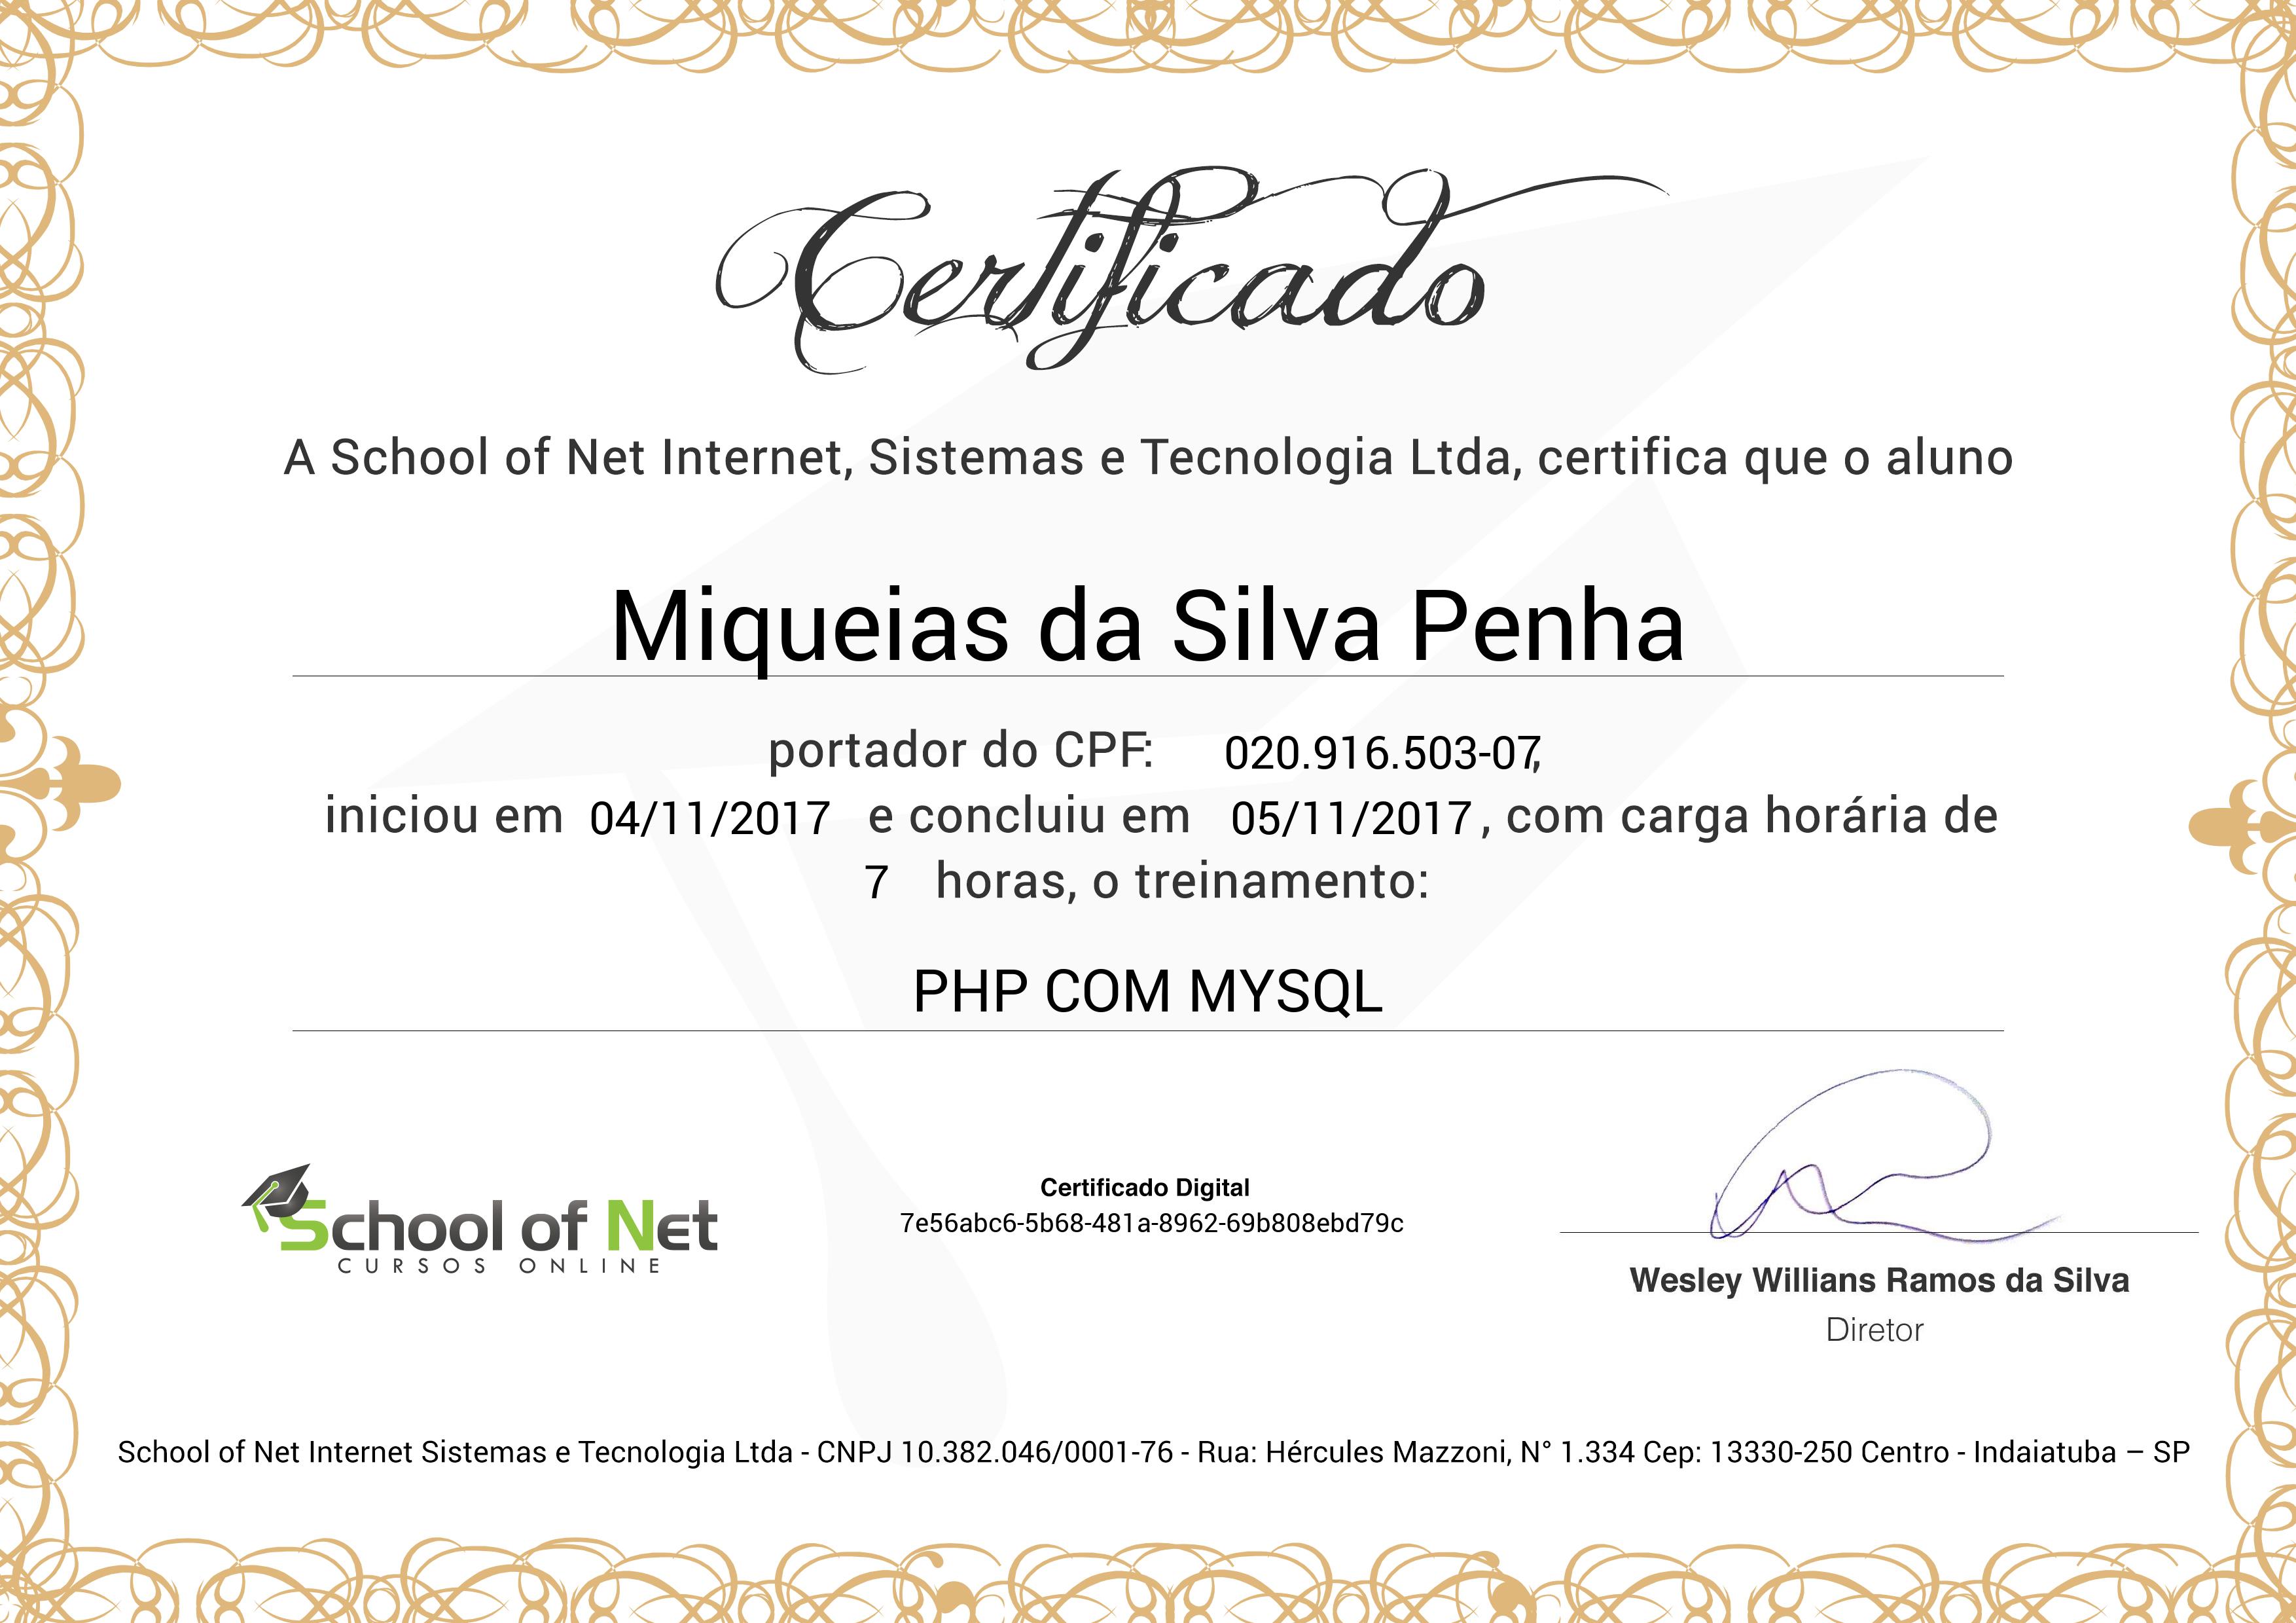 Certificado
A School of Net Internet, Sistemas e Tecnologia Ltda, certifica que o aluno
Miqueias da Silva Penha
portador do CPF: 020.916.503-07,
iniciou em 04/11/2017 e concluiu em 05/11/2017, com carga horária de
7 horas, o treinamento:
PHP COM MYSQL
School of Net
CURSOS ONLINE
Certificado Digital
7e56abc6-5b68-481a-8962-69b808ebd79c
Wesley Willians Ramos da Silva
Diretor
School of Net Internet Sistemas e Tecnologia Ltda - CNPJ 10.382.046/0001-76 - Rua: Hércules Mazzoni, N° 1.334 Cep: 13330-250 Centro - Indaiatuba – SP